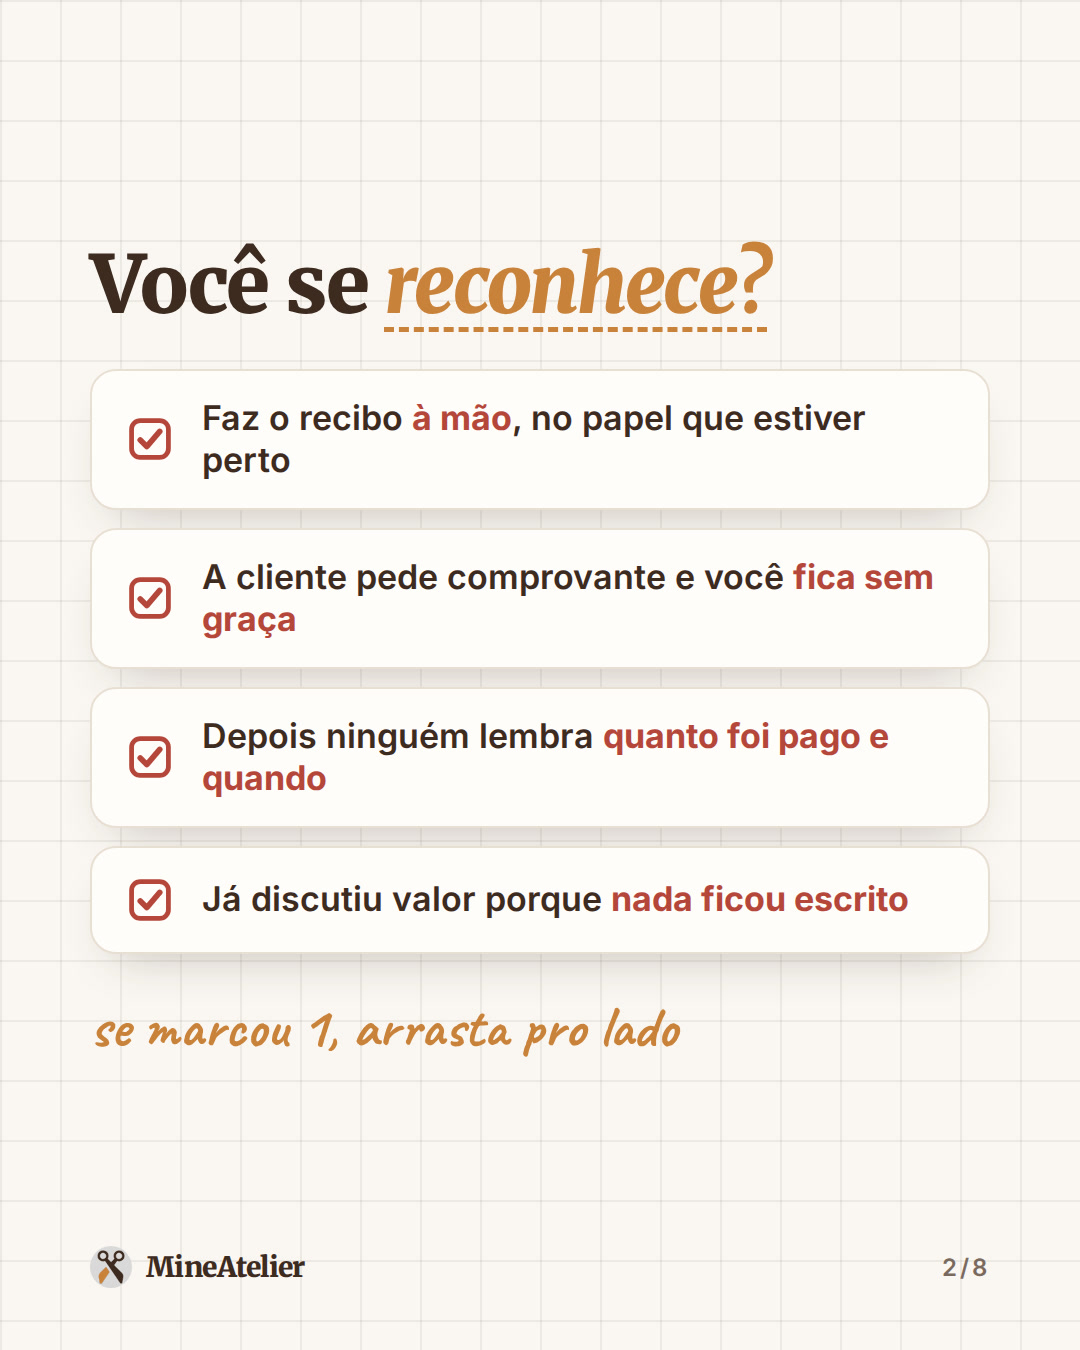 Você se reconhece?
Faz o recibo à mão, no papel que estiver
perto
A cliente pede comprovante e você fica sem
graça
Depois ninguém lembra quanto foi pago e
quando
Já discutiu valor porque nada ficou escrito
se marcou 1, arrasta pro lado
MineAtelier
2/8